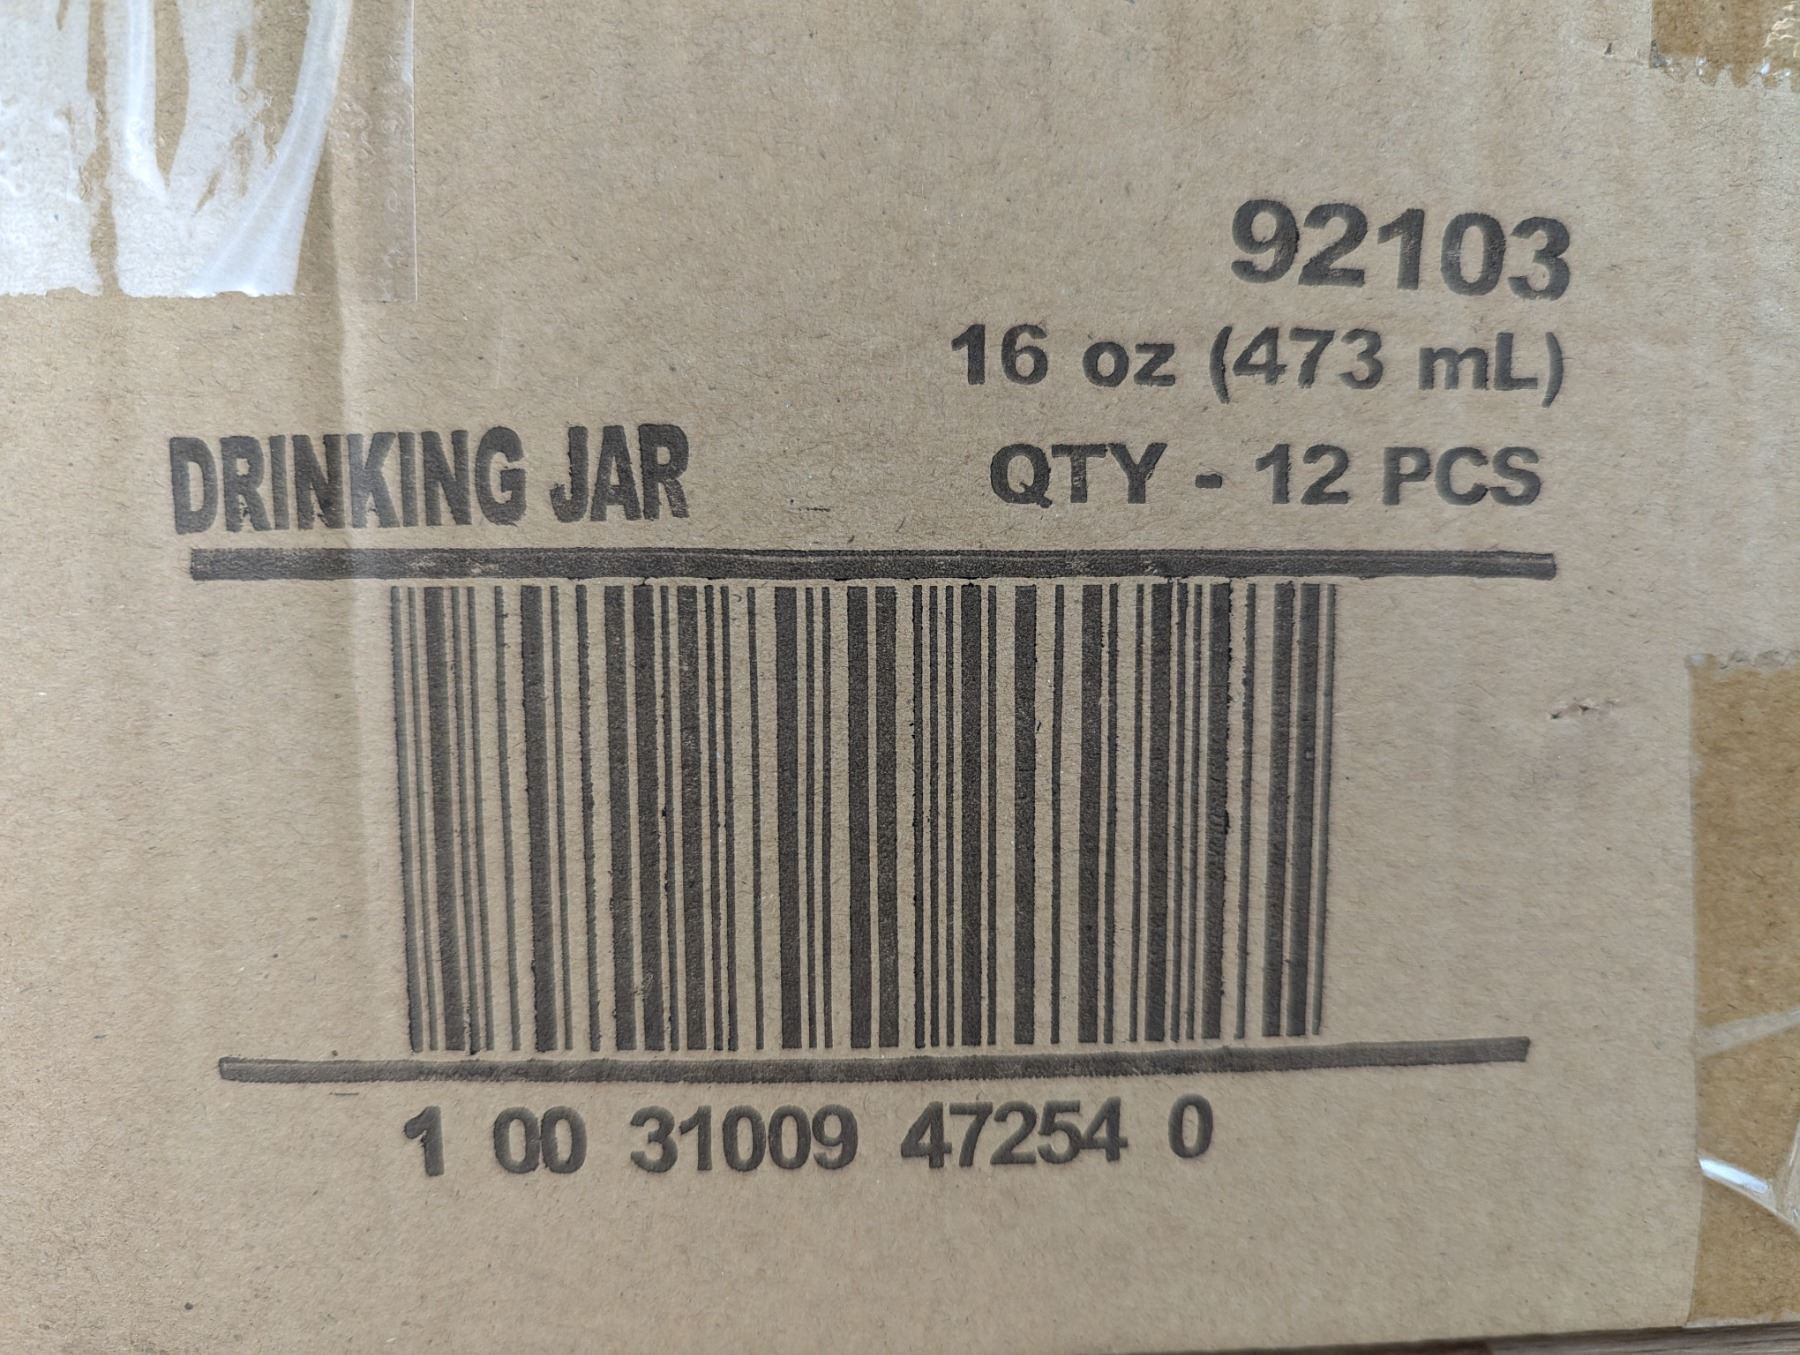 92103
16 oz (473 mL)
DRINKING JAR
QTY - 12 PCS
1 00 31009 47254 0